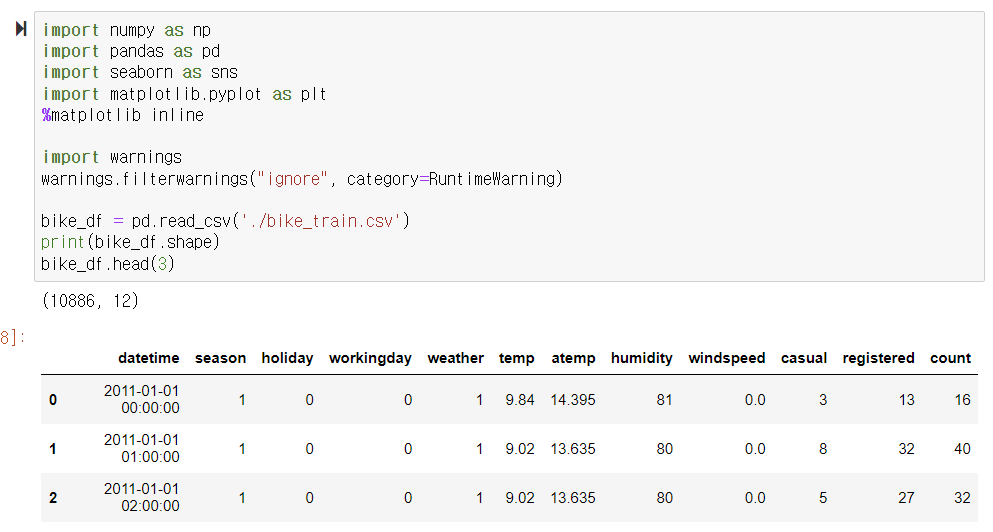 import numpy as np
import pandas as pd
import seaborn as sns
import matplotlib.pyplot as plt
%matplotlib inline
import warnings
warnings.filterwarnings("ignore", category=RuntimeWarning)
bike_df = pd.read_csv('./bike_train.csv')
print(bike_df.shape)
bike_df.head(3)
(10886, 12)
8]:
datetime season holiday workingday weather temp atemp humidity windspeed casual registered count
0 2011-01-01 00:00:00 1 0 0 1 9.84 14.395 81 0.0 3 13 16
1 2011-01-01 01:00:00 1 0 0 1 9.02 13.635 80 0.0 8 32 40
2 2011-01-01 02:00:00 1 0 0 1 9.02 13.635 80 0.0 5 27 32